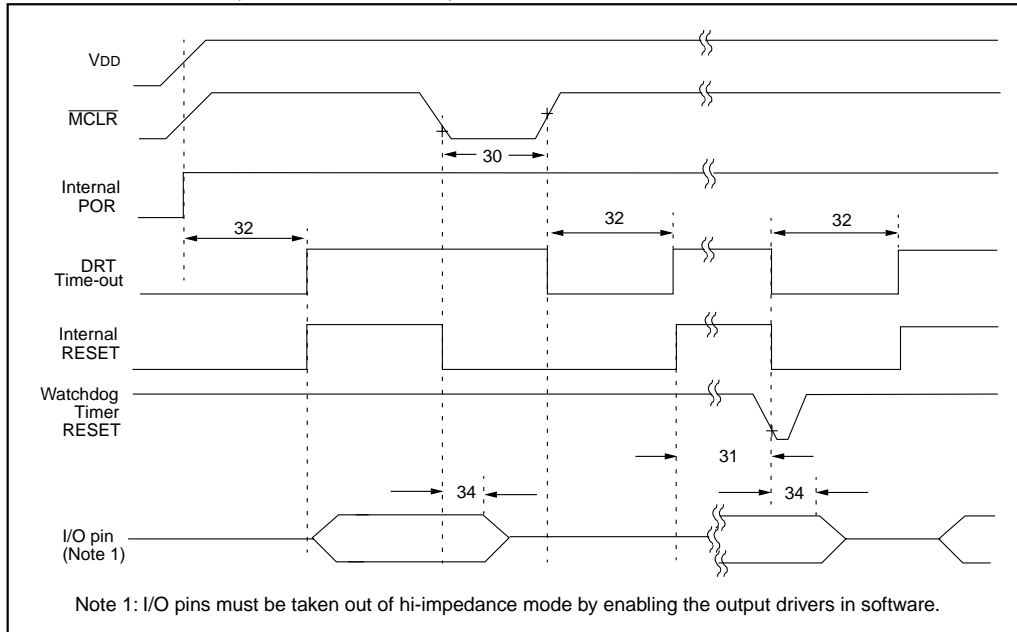 VDD
MCLR
30
Internal
POR
32
32
32
DRT
Time-out
Internal
RESET
Watchdog
Timer
RESET
31
34
34
I/O pin
(Note 1)
Note 1: I/O pins must be taken out of hi-impedance mode by enabling the output drivers in software.